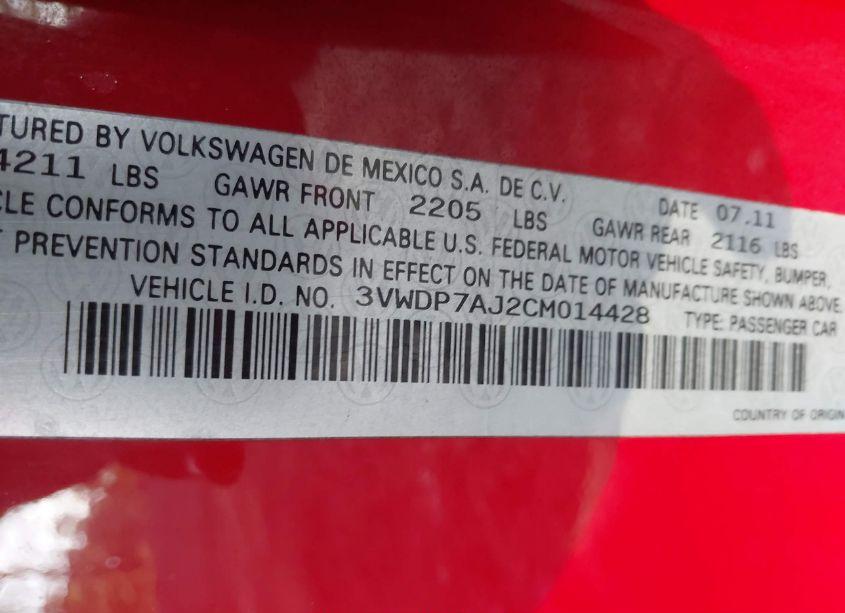 TURED BY VOLKSWAGEN DE MEXICO S.A. DE C.V. DATE 07.11
4211 LBS GAWR FRONT 2205 LBS GAWR REAR 2116 LBS
CLE CONFORMS TO ALL APPLICABLE U.S. FEDERAL MOTOR VEHICLE SAFETY, BUMPER,
T PREVENTION STANDARDS IN EFFECT ON THE DATE OF MANUFACTURE SHOWN ABOVE.
VEHICLE I.D. NO. 3VWDP7AJ2CM014428 TYPE: PASSENGER CAR
COUNTRY OF ORIGIN